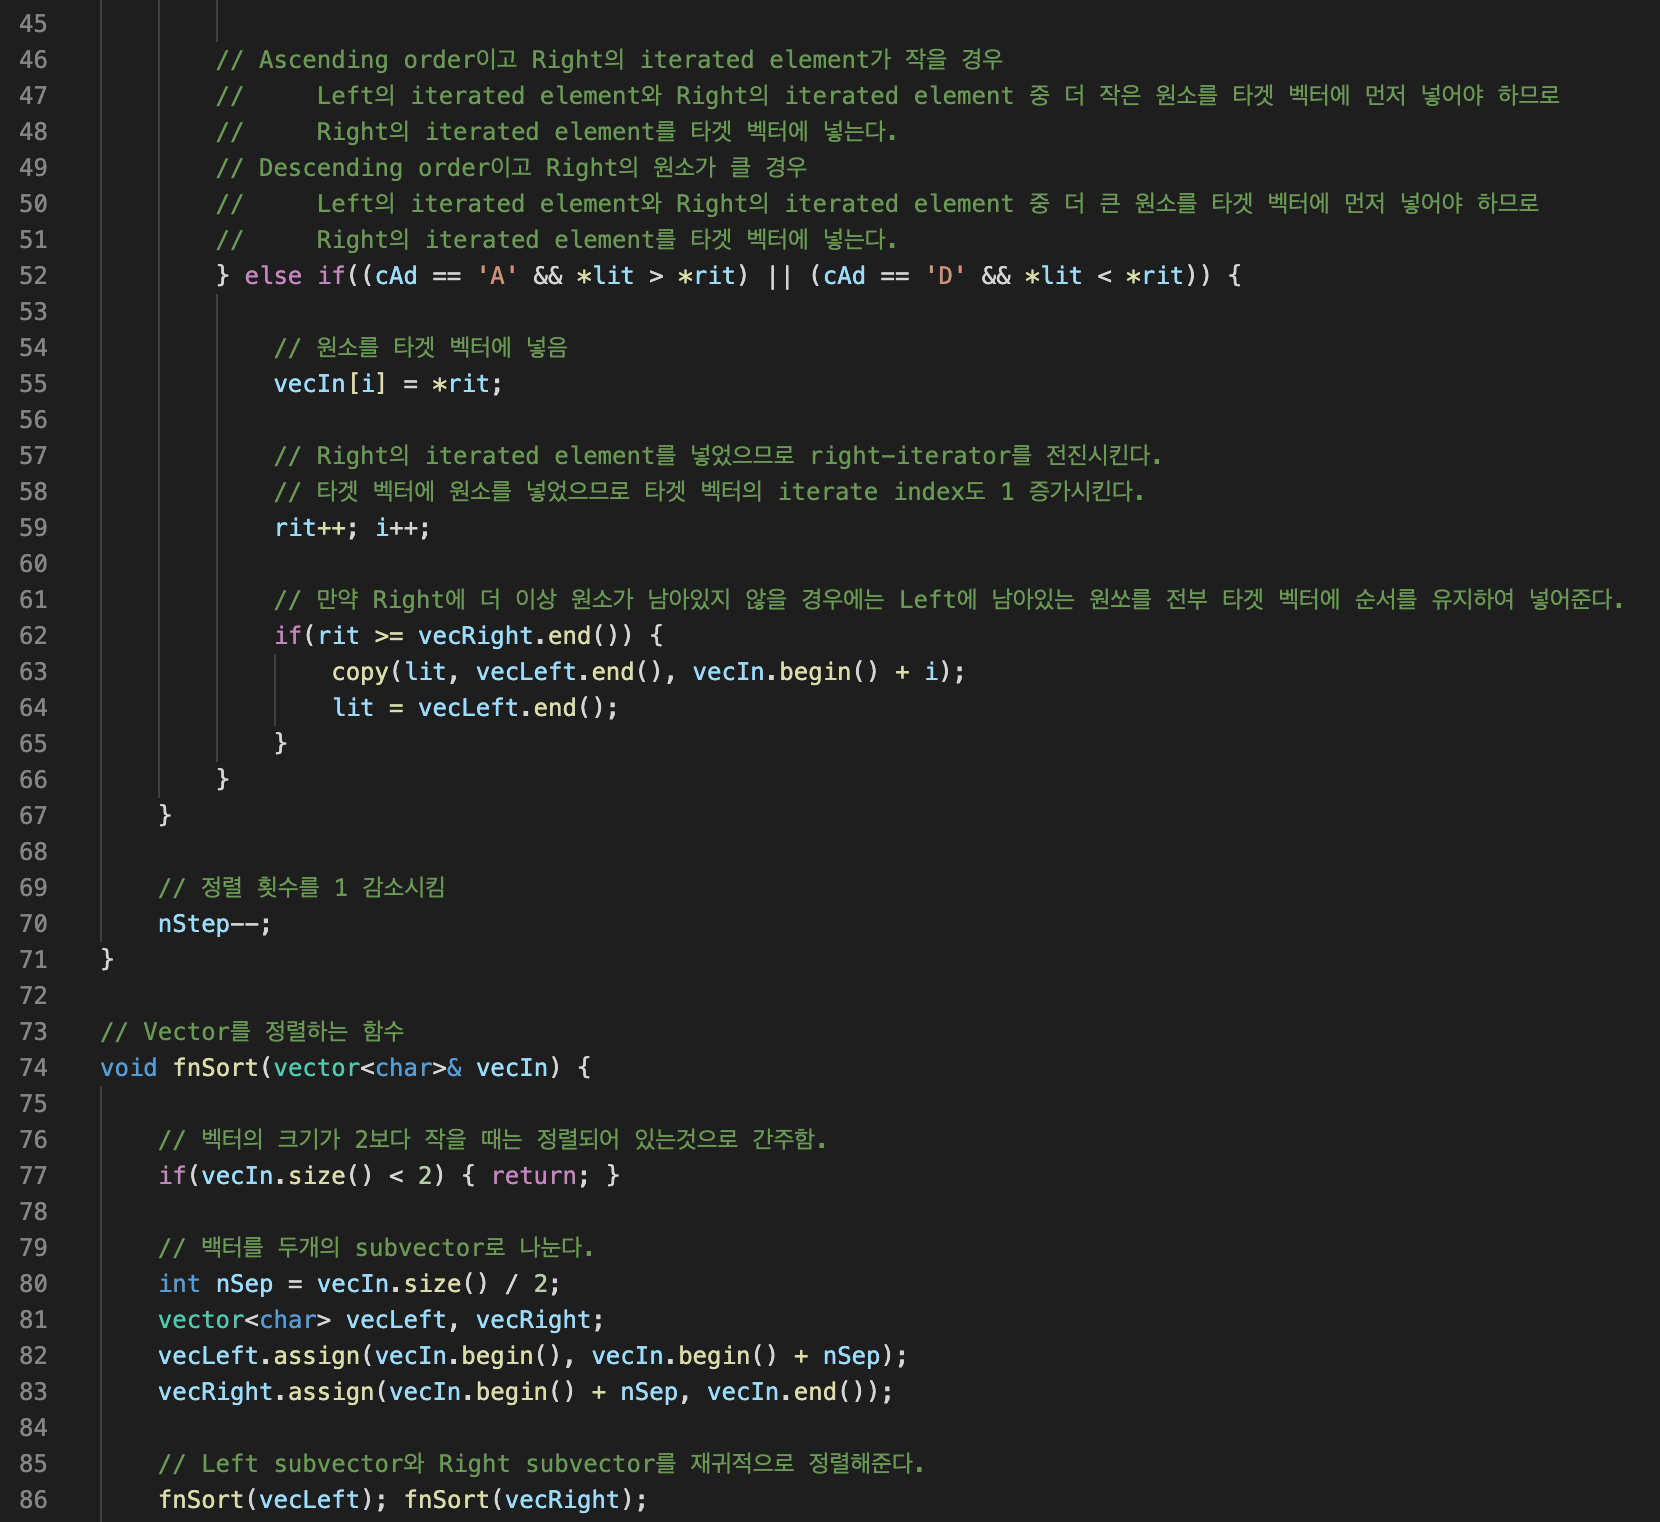 45
46 // Ascending order이고 Right의 iterated element가 작을 경우
47 //     Left의 iterated element와 Right의 iterated element 중 더 작은 원소를 타겟 벡터에 먼저 넣어야 하므로
48 //     Right의 iterated element를 타겟 벡터에 넣는다.
49 // Descending order이고 Right의 원소가 클 경우
50 //     Left의 iterated element와 Right의 iterated element 중 더 큰 원소를 타겟 벡터에 먼저 넣어야 하므로
51 //     Right의 iterated element를 타겟 벡터에 넣는다.
52 } else if((cAd == 'A' && *lit > *rit) || (cAd == 'D' && *lit < *rit)) {
53
54 // 원소를 타겟 벡터에 넣음
55 vecIn[i] = *rit;
56
57 // Right의 iterated element를 넣었으므로 right-iterator를 전진시킨다.
58 // 타겟 벡터에 원소를 넣었으므로 타겟 벡터의 iterate index도 1 증가시킨다.
59 rit++; i++;
60
61 // 만약 Right에 더 이상 원소가 남아있지 않을 경우에는 Left에 남아있는 원쏘를 전부 타겟 벡터에 순서를 유지하여 넣어준다.
62 if(rit >= vecRight.end()) {
63 copy(lit, vecLeft.end(), vecIn.begin() + i);
64 lit = vecLeft.end();
65 }
66 }
67 }
68
69 // 정렬 횟수를 1 감소시킴
70 nStep--;
71 }
72
73 // Vector를 정렬하는 함수
74 void fnSort(vector<char>& vecIn) {
75
76 // 벡터의 크기가 2보다 작을 때는 정렬되어 있는것으로 간주함.
77 if(vecIn.size() < 2) { return; }
78
79 // 백터를 두개의 subvector로 나눈다.
80 int nSep = vecIn.size() / 2;
81 vector<char> vecLeft, vecRight;
82 vecLeft.assign(vecIn.begin(), vecIn.begin() + nSep);
83 vecRight.assign(vecIn.begin() + nSep, vecIn.end());
84
85 // Left subvector와 Right subvector를 재귀적으로 정렬해준다.
86 fnSort(vecLeft); fnSort(vecRight);